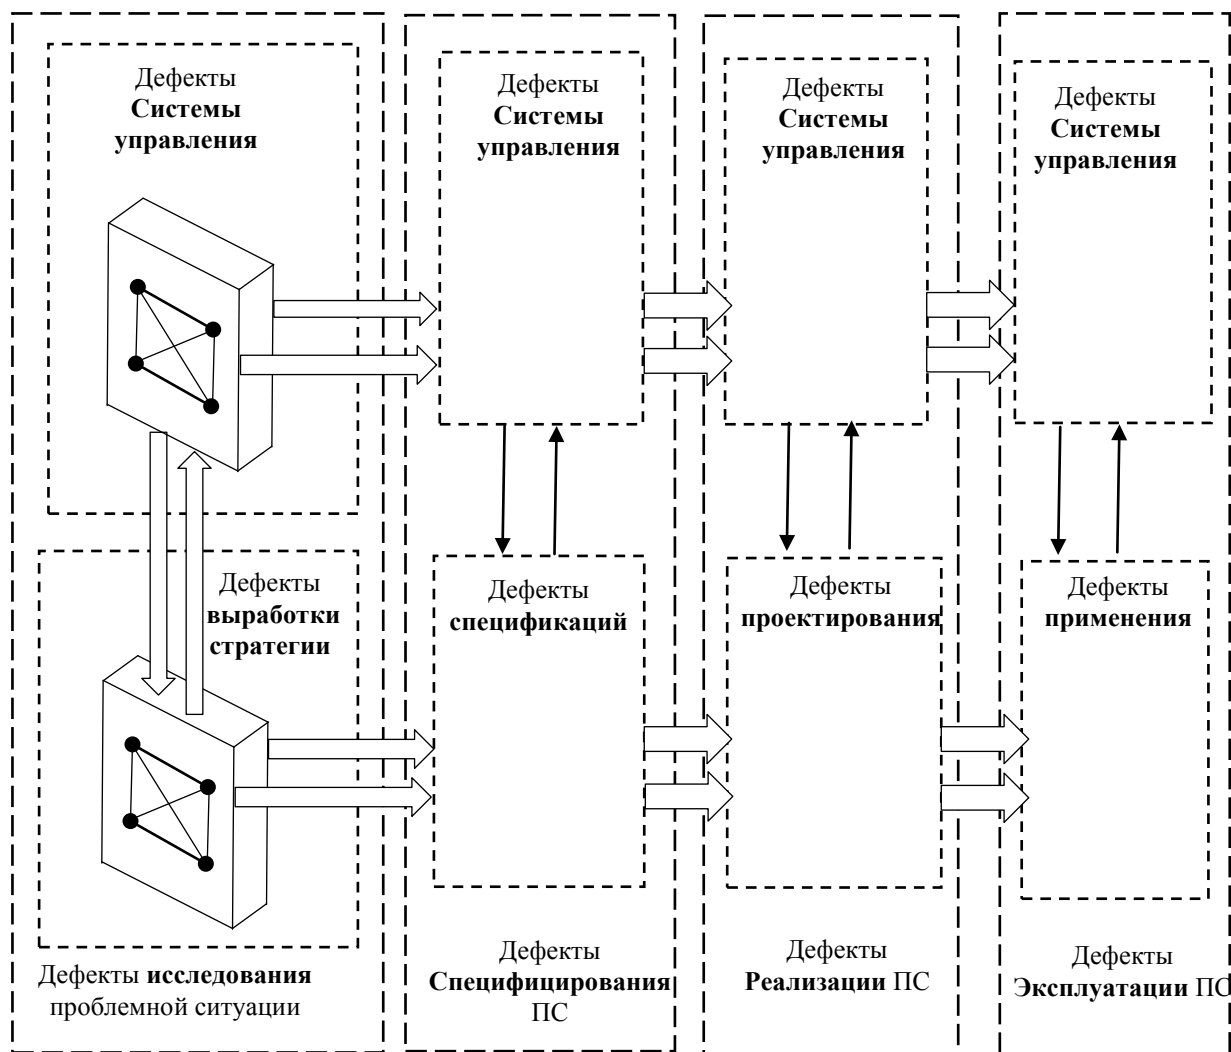 Дефекты
Системы
управления
Дефекты
Системы
управления
Дефекты
Системы
управления
Дефекты
Системы
управления
Дефекты
выработки
стратегии
Дефекты
спецификаций
Дефекты
проектирования
Дефекты
применения
Дефекты исследования
проблемной ситуации
Дефекты
Специфицирования
ПС
Дефекты
Реализации ПС
Дефекты
Эксплуатации ПС